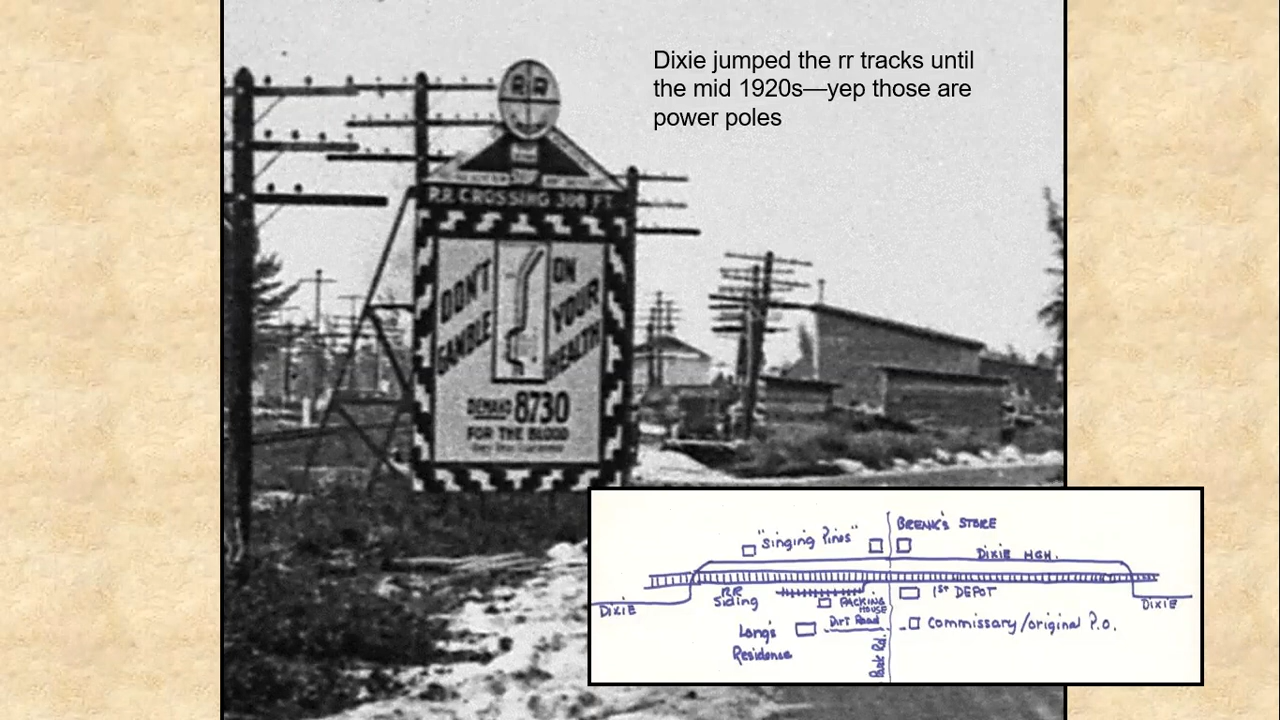 Dixie jumped the rr tracks until
the mid 1920s—yep those are
power poles
R R
R.R. CROSSING 300 FT.
DON'T
GAMBLE
ON
YOUR
HEALTH
DEMAND 8730
FOR THE BLOOD
"Singing Pines"
BRENK'S STORE
DIXIE HGH.
DIXIE
RR
Siding
PACKING
HOUSE
1ST DEPOT
DIXIE
Long's
Residence
Dirt Road
Commissary/original P.O.
Park Rd.